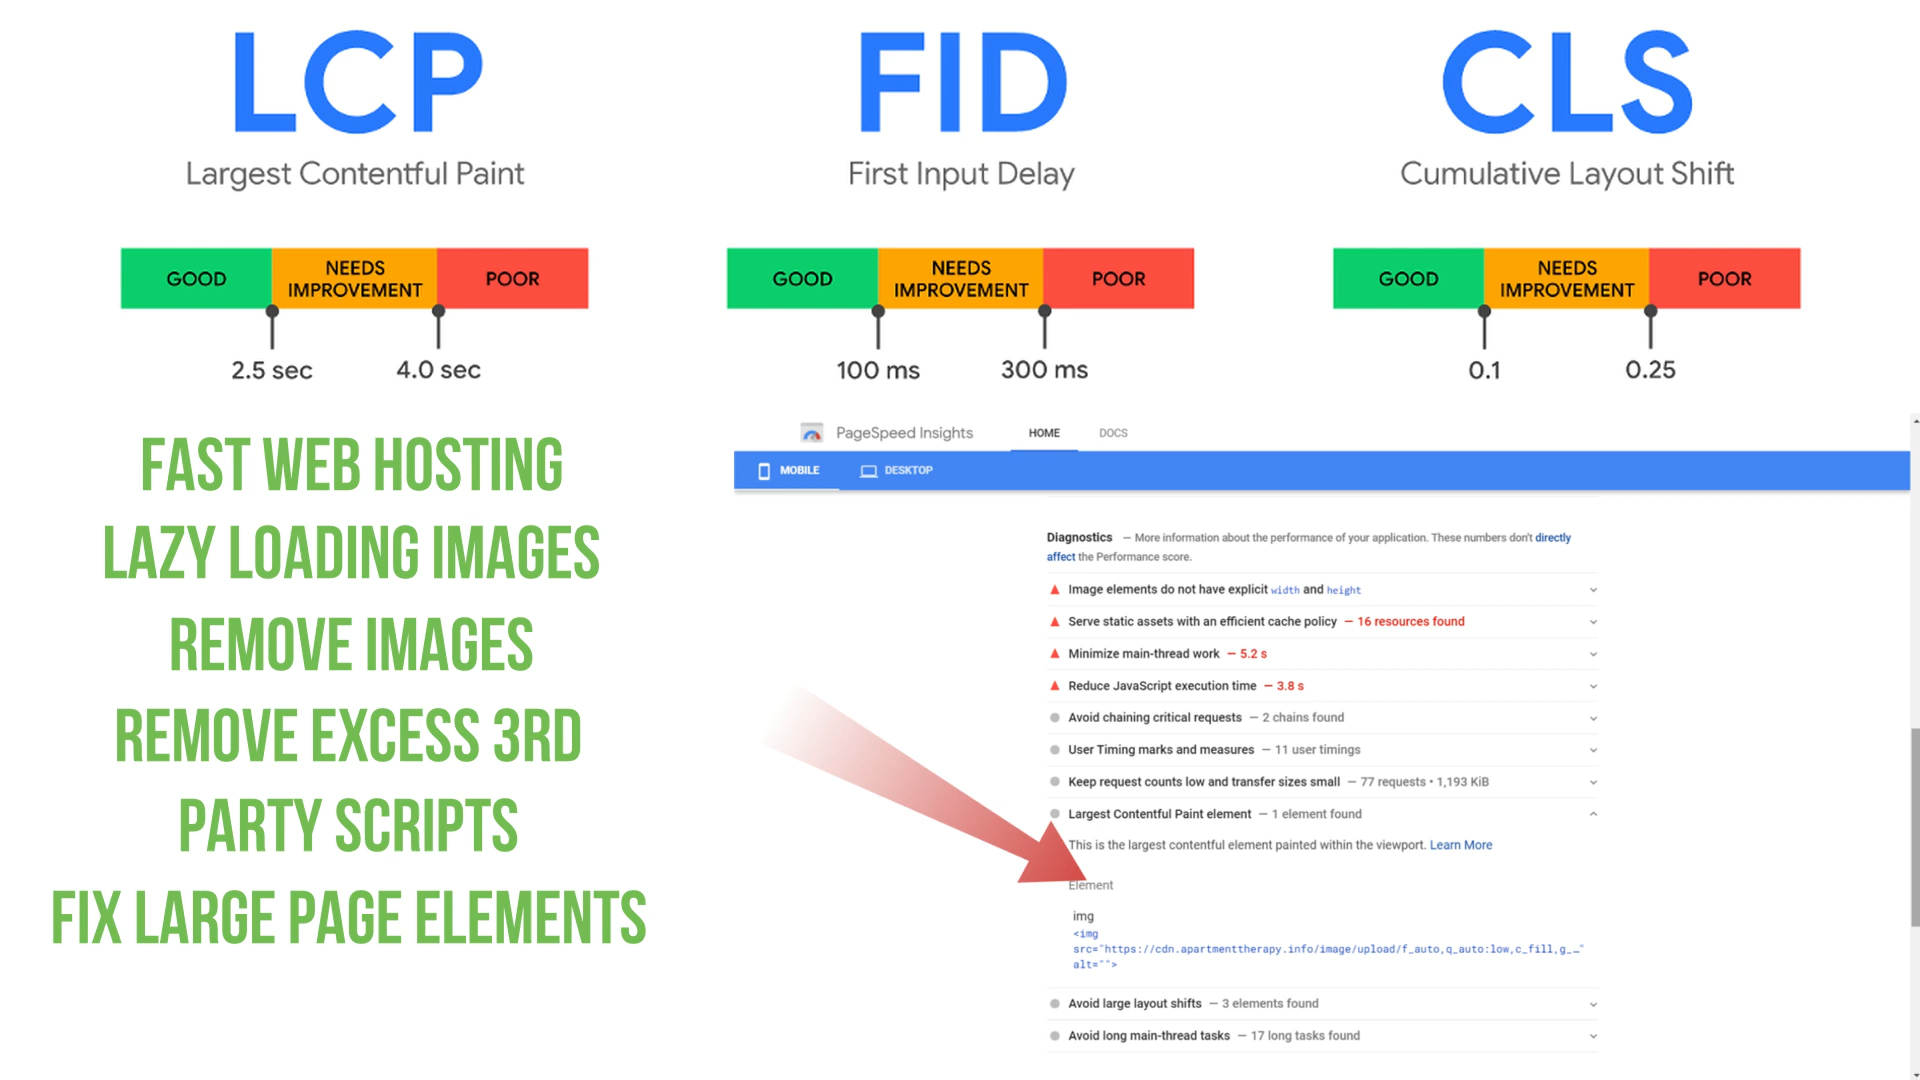 LCP
Largest Contentful Paint
GOOD
NEEDS
IMPROVEMENT
POOR
2.5 sec
4.0 sec
FID
First Input Delay
GOOD
NEEDS
IMPROVEMENT
POOR
100 ms
300 ms
CLS
Cumulative Layout Shift
GOOD
NEEDS
IMPROVEMENT
POOR
0.1
0.25
FAST WEB HOSTING
LAZY LOADING IMAGES
REMOVE IMAGES
REMOVE EXCESS 3RD
PARTY SCRIPTS
FIX LARGE PAGE ELEMENTS
PageSpeed Insights
HOME
DOCS
MOBILE
DESKTOP
Diagnostics — More information about the performance of your application. These numbers don't directly
affect the Performance score.
Image elements do not have explicit width and height
Serve static assets with an efficient cache policy — 16 resources found
Minimize main-thread work — 5.2 s
Reduce JavaScript execution time — 3.8 s
Avoid chaining critical requests — 2 chains found
User Timing marks and measures — 11 user timings
Keep request counts low and transfer sizes small — 77 requests • 1,193 KiB
Largest Contentful Paint element — 1 element found
This is the largest contentful element painted within the viewport. Learn More
Element
img
<img
src="https://cdn.apartmenttherapy.info/image/upload/f_auto,q_auto:low,c_fill,g_…"
alt="">
Avoid large layout shifts — 3 elements found
Avoid long main-thread tasks — 17 long tasks found